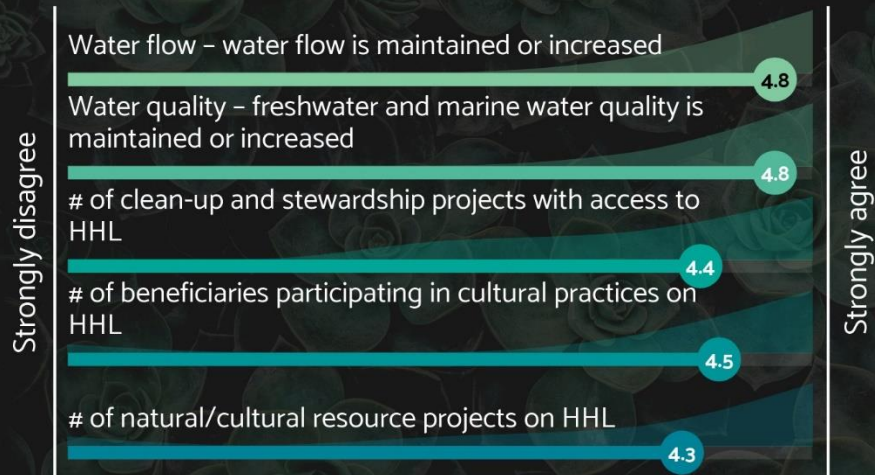 Strongly disagree
Water flow – water flow is maintained or increased
4.8
Water quality – freshwater and marine water quality is
maintained or increased
4.8
# of clean-up and stewardship projects with access to
HHL
4.4
# of beneficiaries participating in cultural practices on
HHL
4.5
# of natural/cultural resource projects on HHL
4.3
Strongly agree